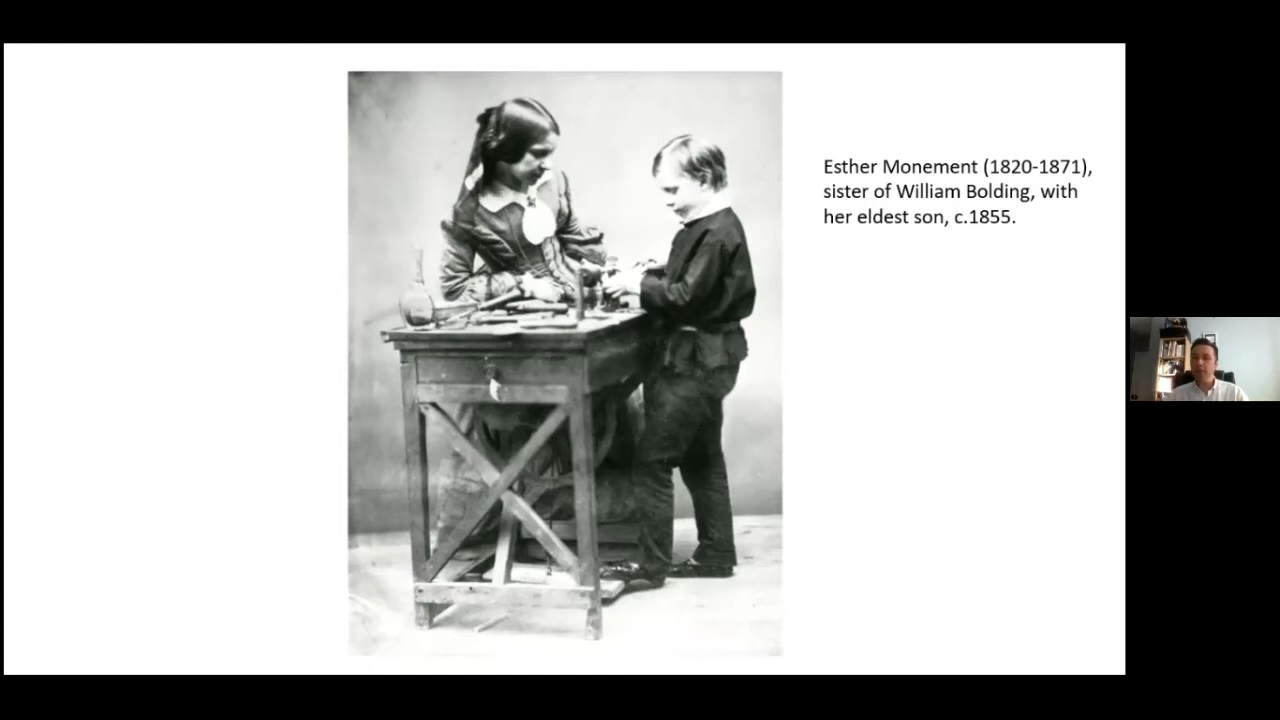 Esther Monement (1820-1871),
sister of William Bolding, with
her eldest son, c.1855.